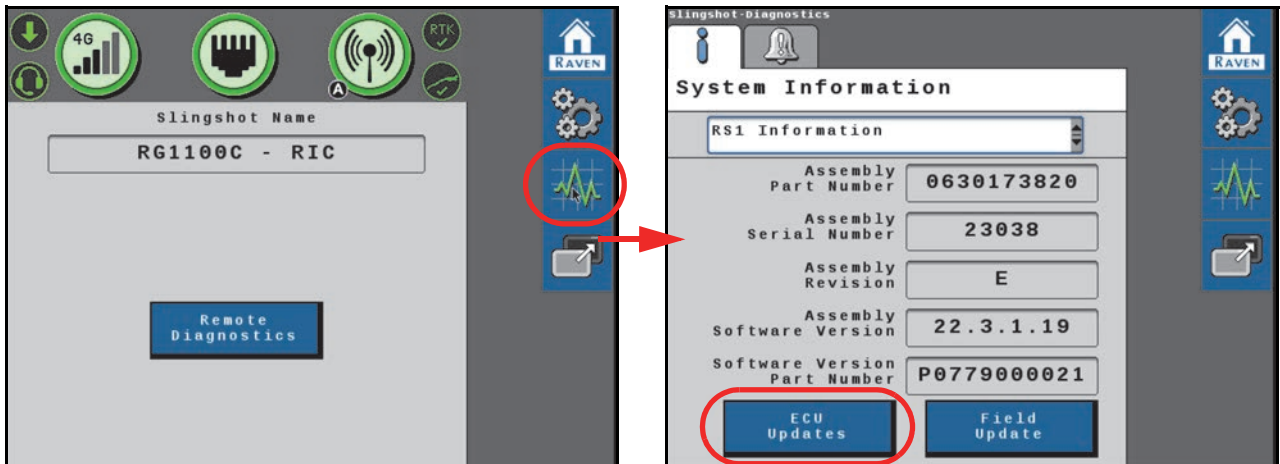 4G
RTK
A
RAVEN
Slingshot Name
RG1100C - RIC
Remote
Diagnostics
Slingshot-Diagnostics
i
RAVEN
System Information
RS1 Information
Assembly
Part Number
0630173820
Assembly
Serial Number
23038
Assembly
Revision
E
Assembly
Software Version
22.3.1.19
Software Version
Part Number
P0779000021
ECU
Updates
Field
Update